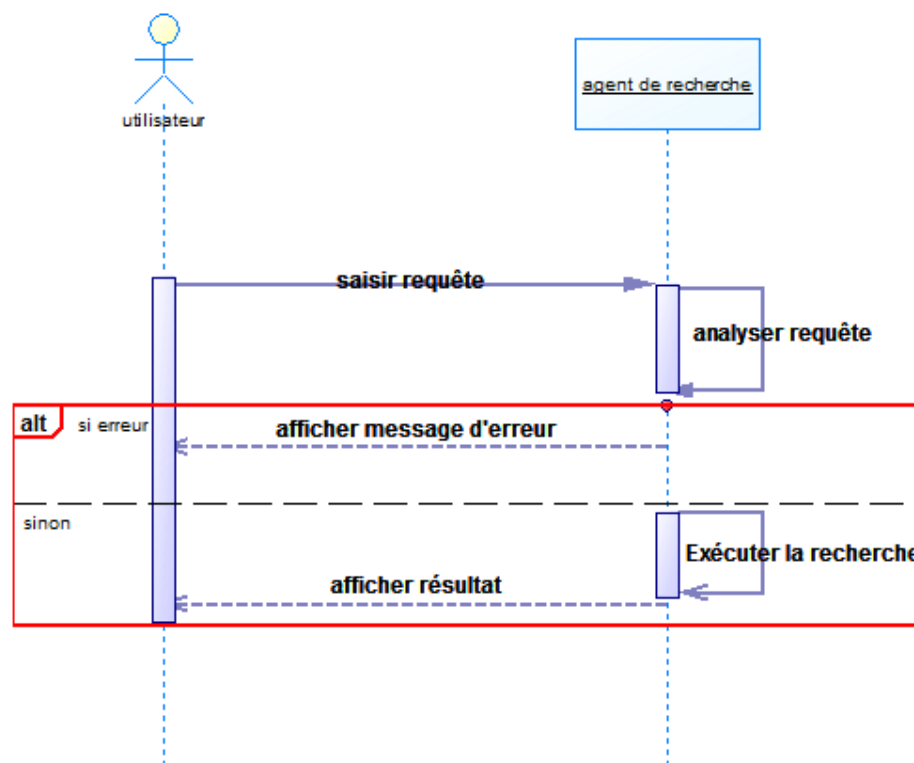 utilisateur
agent de recherche
saisir requête
analyser requête
alt
si erreur
afficher message d'erreur
sinon
Exécuter la recherche
afficher résultat